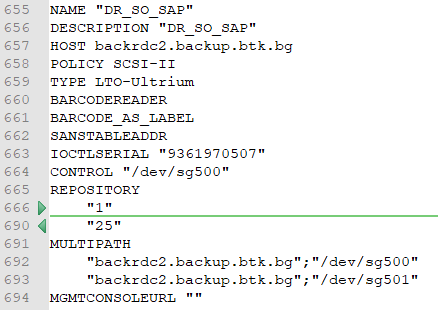 655 NAME "DR_SO_SAP"
656 DESCRIPTION "DR_SO_SAP"
657 HOST backrdc2.backup.btk.bg
658 POLICY SCSI-II
659 TYPE LTO-Ultrium
660 BARCODEREADER
661 BARCODE_AS_LABEL
662 SANSTABLEADDR
663 IOCTLSERIAL "9361970507"
664 CONTROL "/dev/sg500"
665 REPOSITORY
666 "1"
690 "25"
691 MULTIPATH
692 "backrdc2.backup.btk.bg";"/dev/sg500"
693 "backrdc2.backup.btk.bg";"/dev/sg501"
694 MGMTCONSOLEURL ""